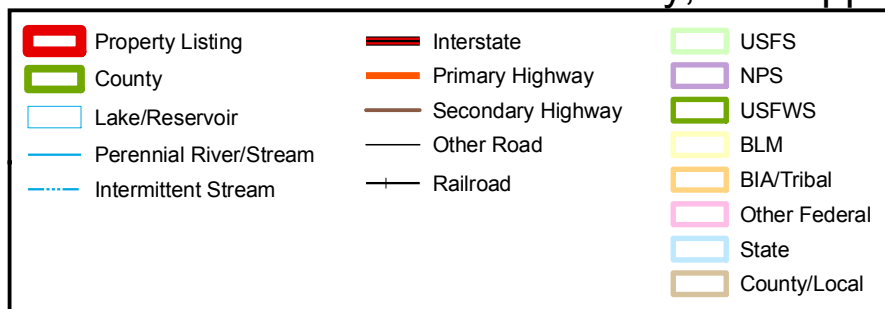 Property Listing
County
Lake/Reservoir
Perennial River/Stream
Intermittent Stream
Interstate
Primary Highway
Secondary Highway
Other Road
Railroad
USFS
NPS
USFWS
BLM
BIA/Tribal
Other Federal
State
County/Local